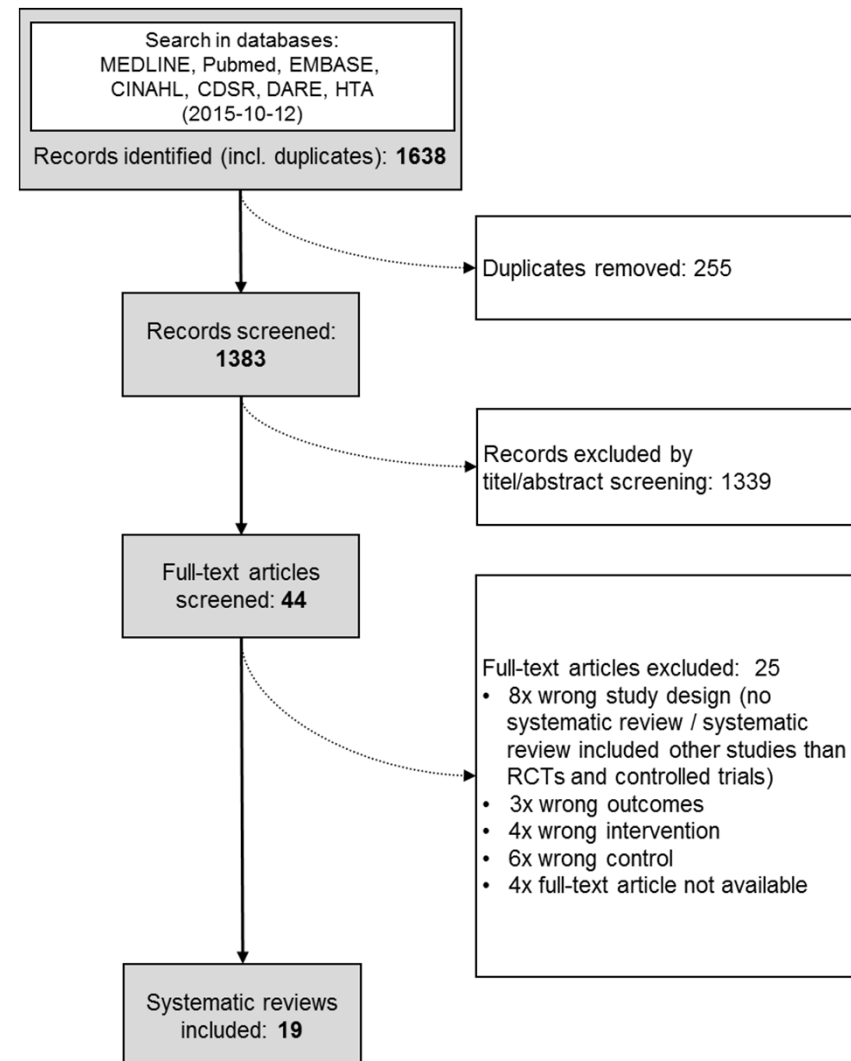 Search in databases:
MEDLINE, Pubmed, EMBASE,
CINAHL, CDSR, DARE, HTA
(2015-10-12)
Records identified (incl. duplicates): 1638
Duplicates removed: 255
Records screened:
1383
Records excluded by
titel/abstract screening: 1339
Full-text articles
screened: 44
Full-text articles excluded: 25
• 8x wrong study design (no
systematic review / systematic
review included other studies than
RCTs and controlled trials)
• 3x wrong outcomes
• 4x wrong intervention
• 6x wrong control
• 4x full-text article not available
Systematic reviews
included: 19